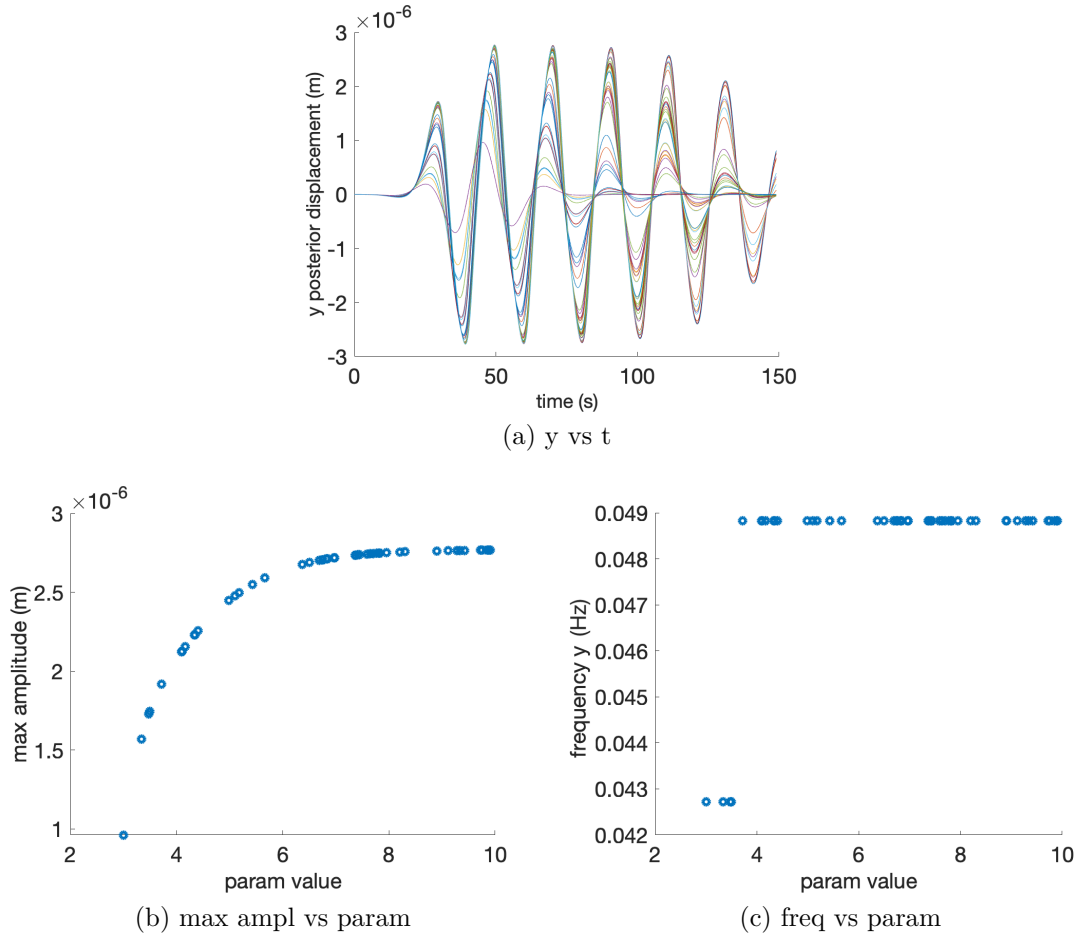 ×10⁻⁶
3
2
1
0
-1
-2
-3
y posterior displacement (m)
0 50 100 150
time (s)
(a) y vs t
×10⁻⁶
3
2.5
2
1.5
1
max amplitude (m)
2 4 6 8 10
param value
(b) max ampl vs param
0.049
0.048
0.047
0.046
0.045
0.044
0.043
0.042
frequency y (Hz)
2 4 6 8 10
param value
(c) freq vs param